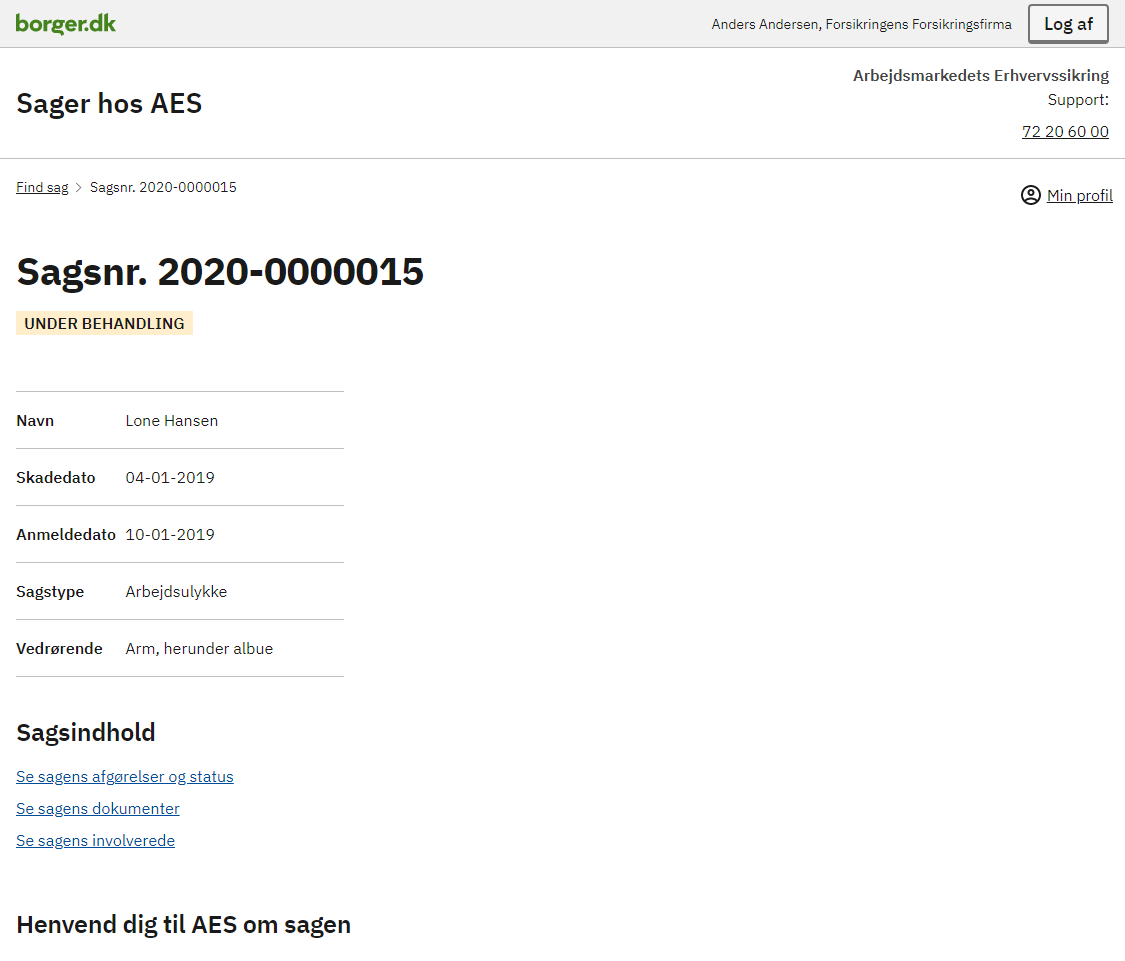 borger.dk
Anders Andersen, Forsikringens Forsikringsfirma
Log af
Sager hos AES
Arbejdsmarkedets Erhvervssikring
Support:
72 20 60 00
Find sag > Sagsnr. 2020-0000015
Min profil
Sagsnr. 2020-0000015
UNDER BEHANDLING
Navn Lone Hansen
Skadedato 04-01-2019
Anmeldedato 10-01-2019
Sagstype Arbejdsulykke
Vedrørende Arm, herunder albue
Sagsindhold
Se sagens afgørelser og status
Se sagens dokumenter
Se sagens involverede
Henvend dig til AES om sagen